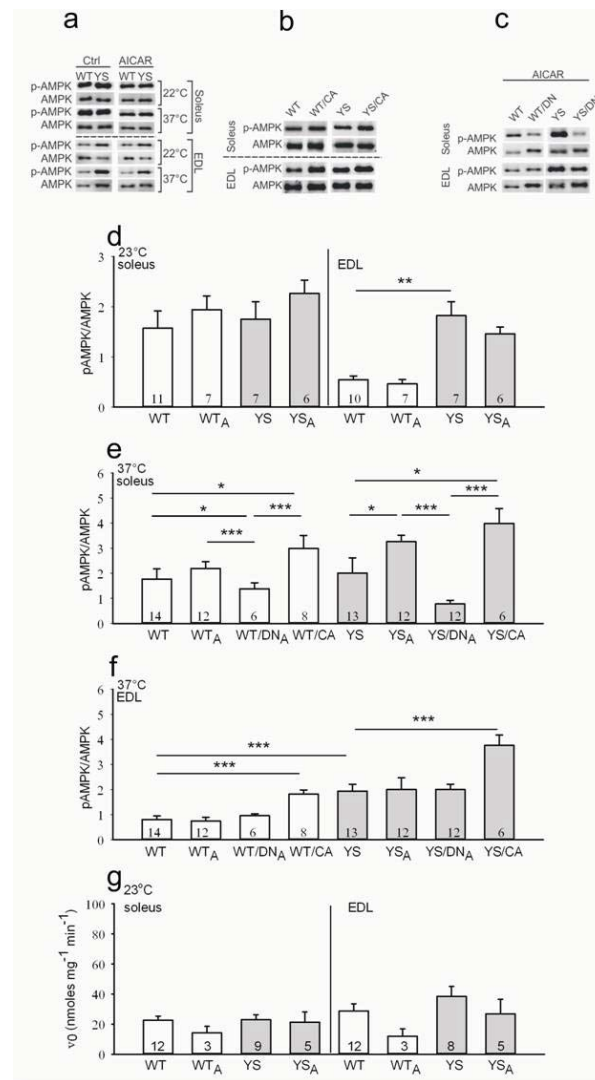 a
Ctrl AICAR
WT YS WT YS
p-AMPK
AMPK
22°C
p-AMPK
AMPK
37°C
Soleus
p-AMPK
AMPK
22°C
p-AMPK
AMPK
37°C
EDL
b
WT WT/CA YS YS/CA
Soleus
p-AMPK
AMPK
EDL
p-AMPK
AMPK
c
AICAR
WT WT/DN YS YS/DN
Soleus
p-AMPK
AMPK
EDL
p-AMPK
AMPK
d
23°C
soleus
EDL
pAMPK/AMPK
3
2
1
0
**
11 7 7 6 10 7 7 6
WT WTA YS YSA WT WTA YS YSA
e
37°C
soleus
pAMPK/AMPK
6
5
4
3
2
1
0
* *
* *** * *** ***
***
14 12 6 8 13 12 12 6
WT WTA WT/DNA WT/CA YS YSA YS/DNA YS/CA
f
37°C
EDL
pAMPK/AMPK
6
5
4
3
2
1
0
***
***
***
14 12 6 8 13 12 12 6
WT WTA WT/DNA WT/CA YS YSA YS/DNA YS/CA
g
23°C
soleus
EDL
v0 (nmoles mg-1 min-1)
100
80
60
40
20
0
12 3 9 5 12 3 8 5
WT WTA YS YSA WT WTA YS YSA